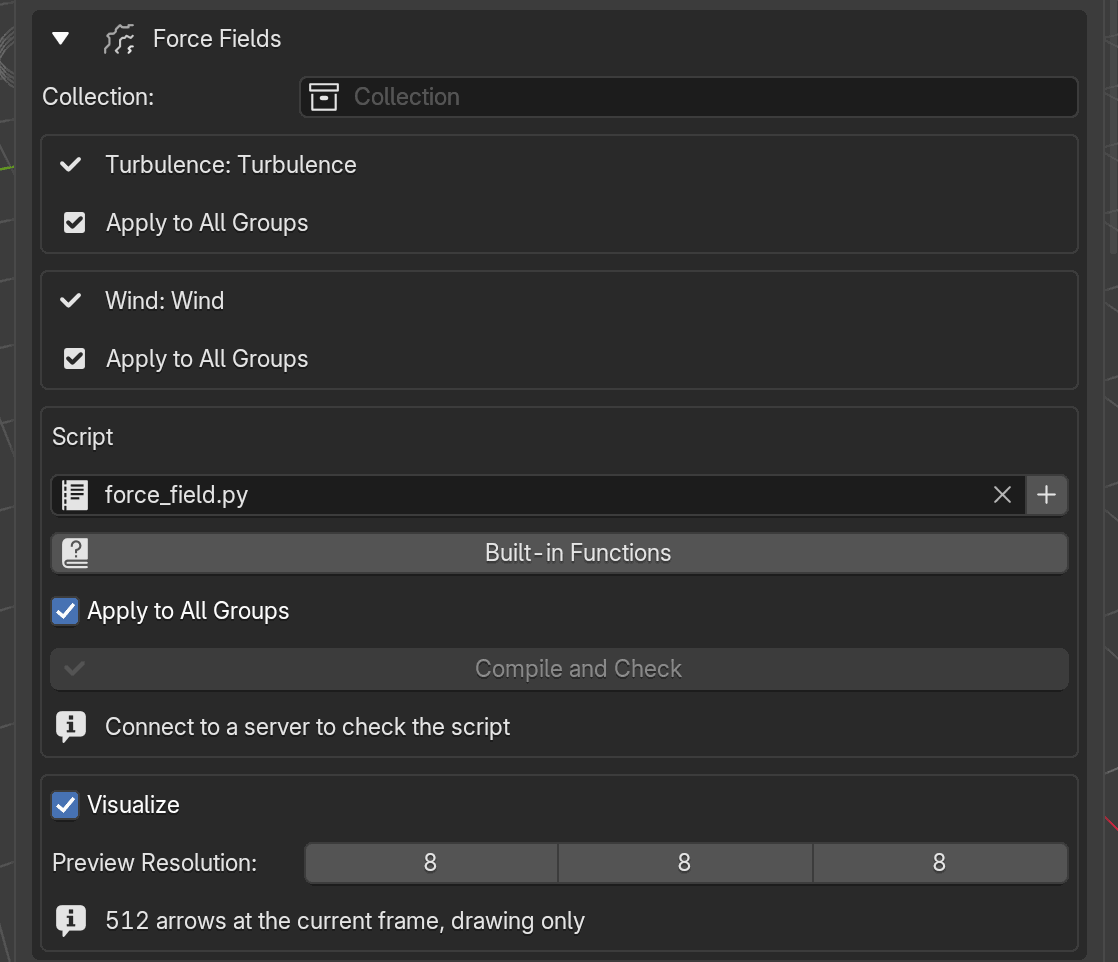 Force Fields
Collection: Collection
Turbulence: Turbulence
Apply to All Groups
Wind: Wind
Apply to All Groups
Script
force_field.py
Built-in Functions
Apply to All Groups
Compile and Check
Connect to a server to check the script
Visualize
Preview Resolution: 8 8 8
512 arrows at the current frame, drawing only